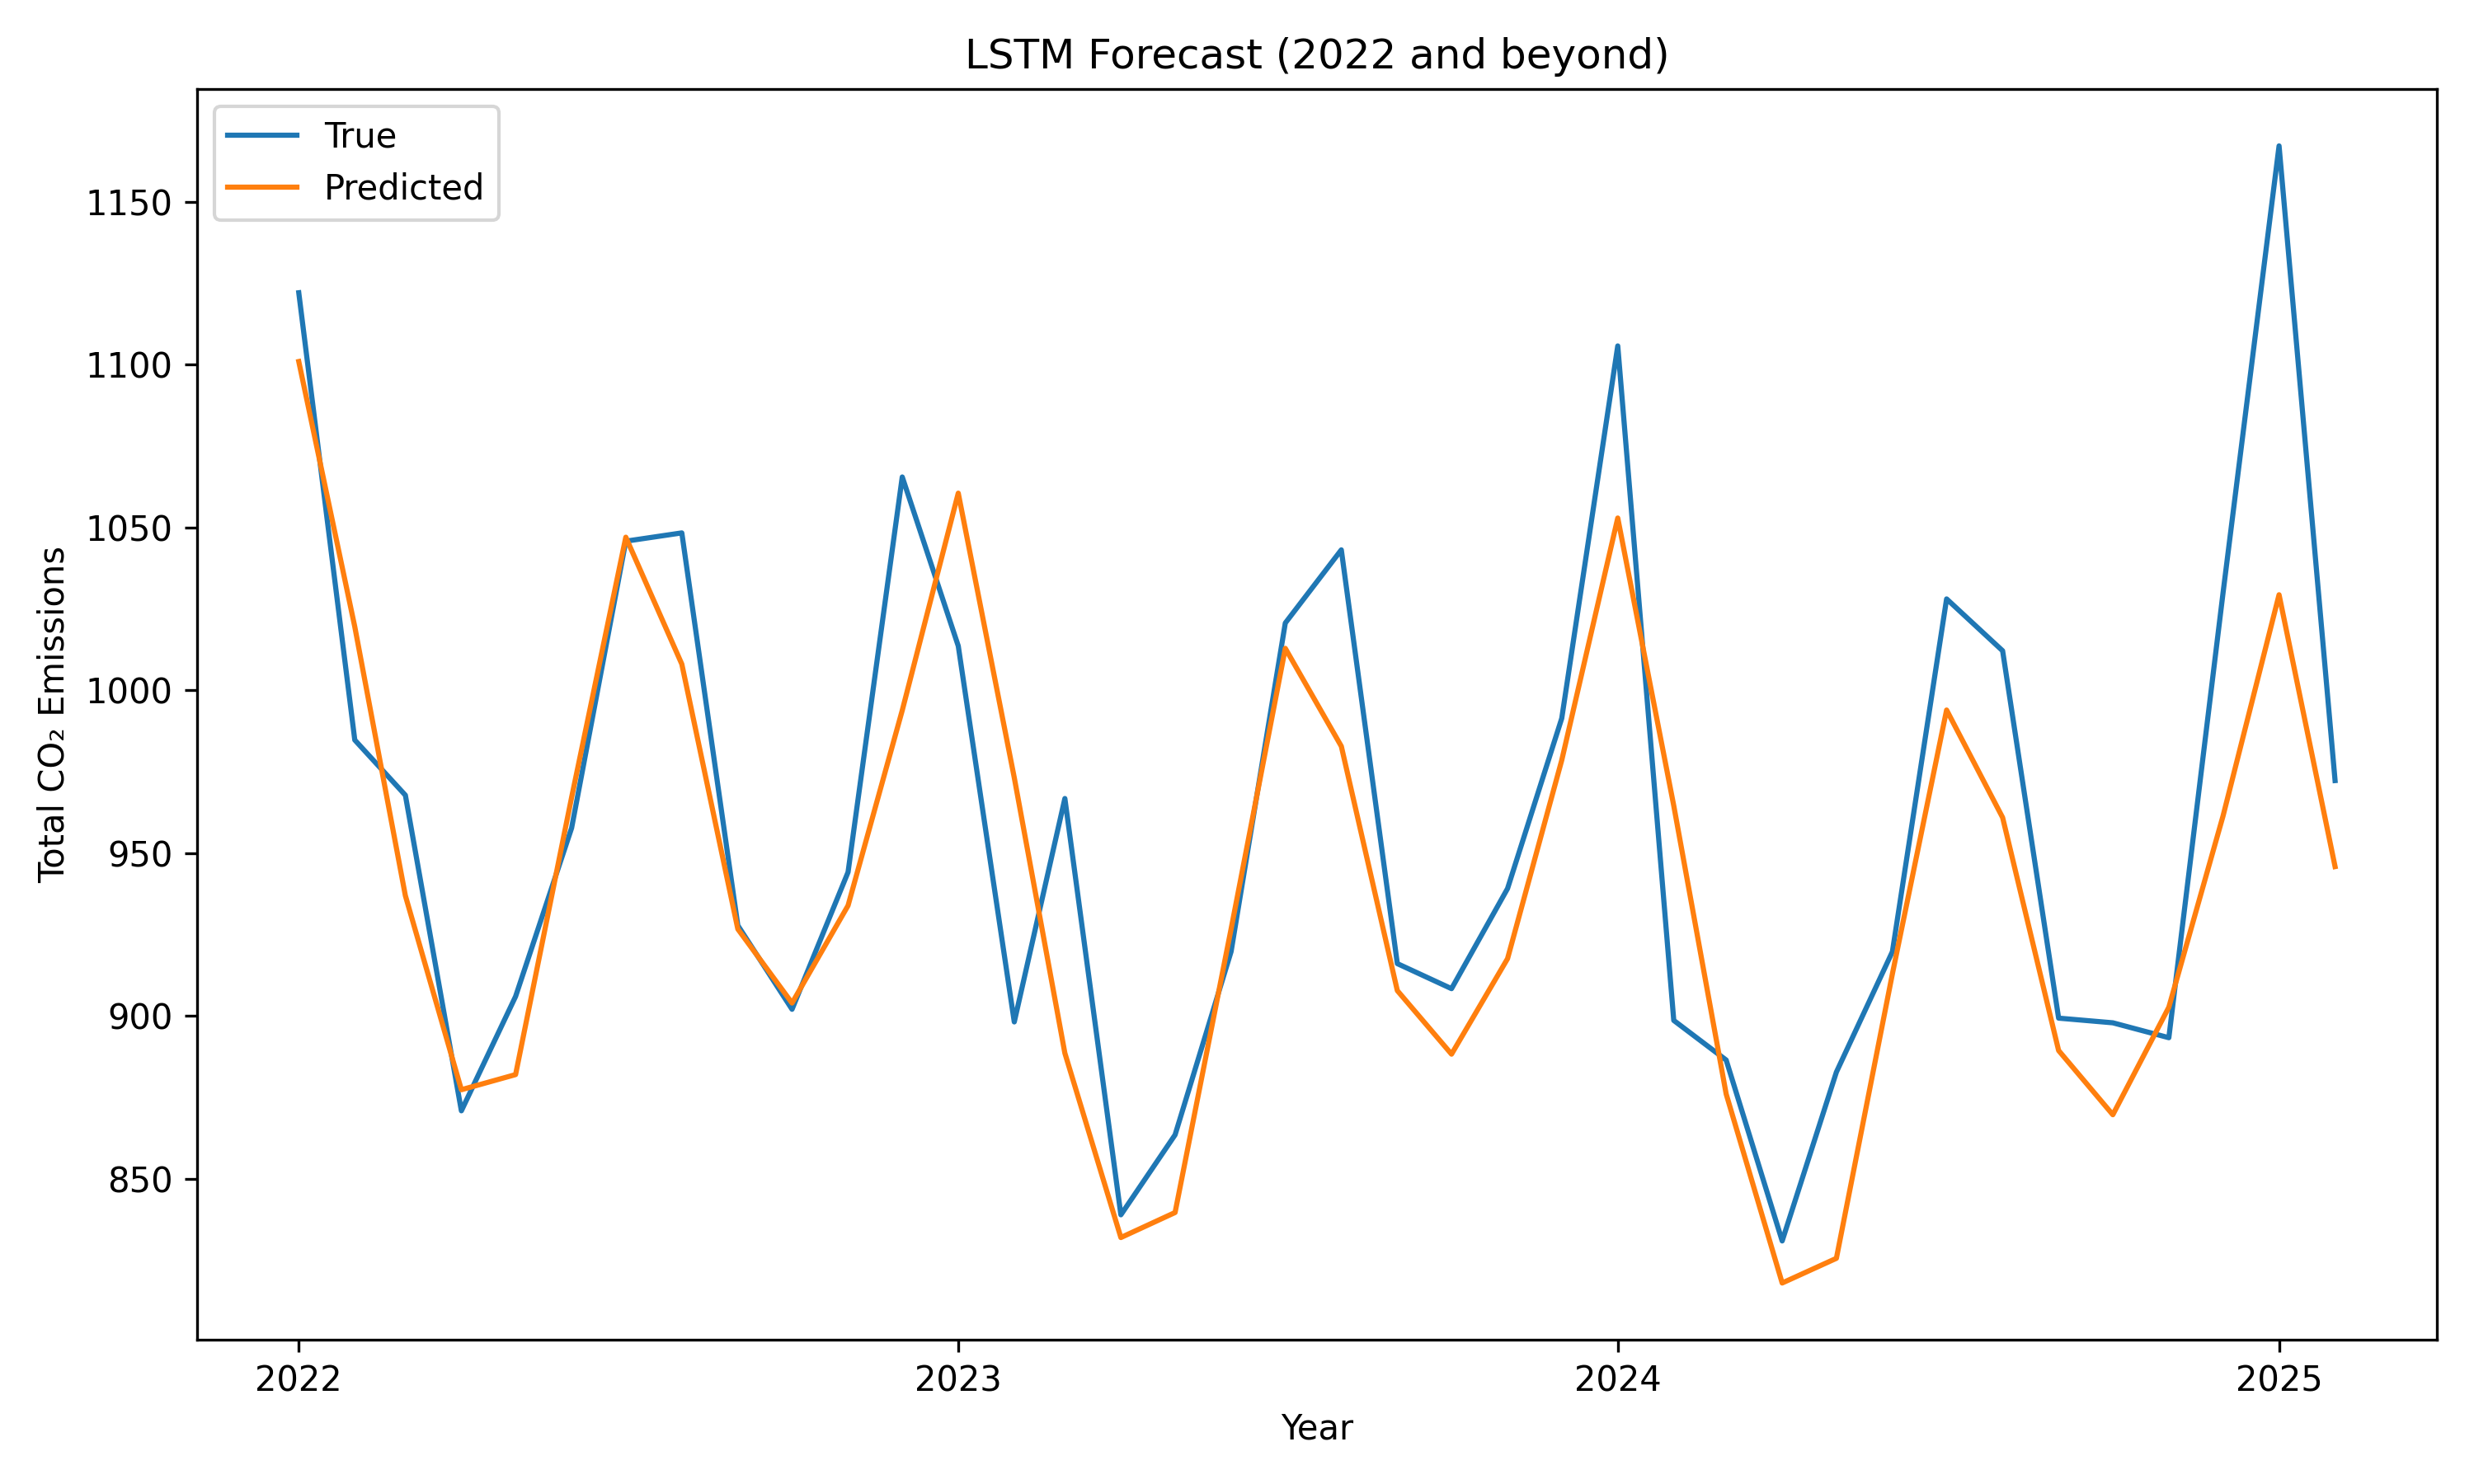 LSTM Forecast (2022 and beyond)
True
Predicted
1150
1100
1050
1000
950
900
850
Total CO₂ Emissions
2022
2023
2024
2025
Year